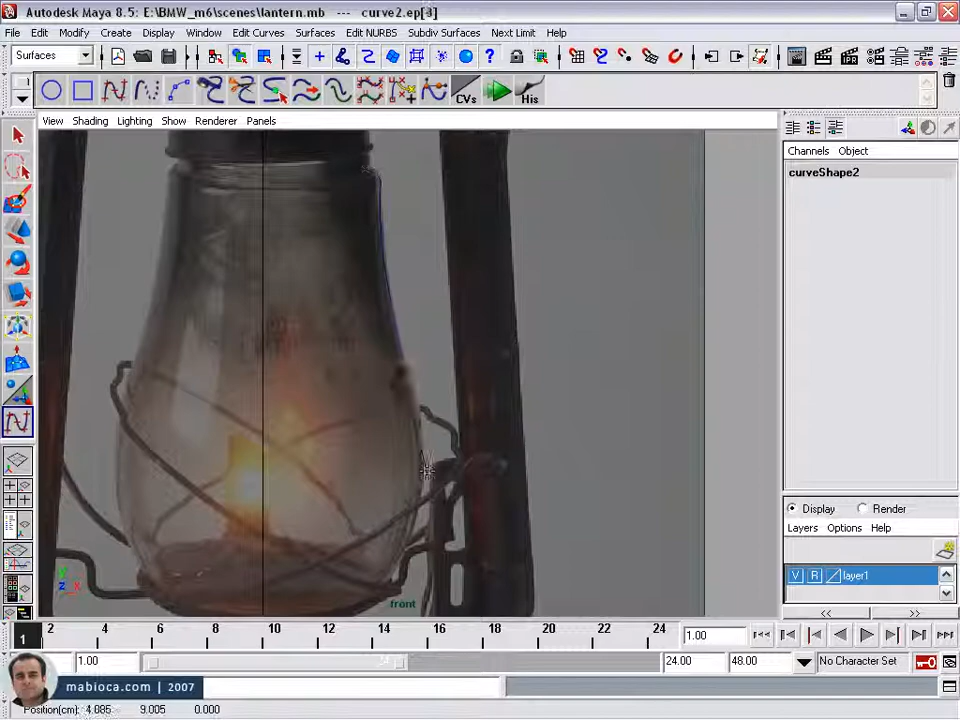 Autodesk Maya 8.5: E:\BMW_m6\scenes\lantern.mb --- curve2.ep[3]
File Edit Modify Create Display Window Edit Curves Surfaces Edit NURBS Subdiv Surfaces Next Limit Help
Surfaces
CVs His
View Shading Lighting Show Renderer Panels
Channels Object
curveShape2
Display Render
Layers Options Help
V R layer1
y
z x
front
1 2 4 6 8 10 12 14 16 18 20 22 24 1.00
1.00 24 24.00 48.00 No Character Set
mabioca.com | 2007
Position(cm): 4.085 9.005 0.000